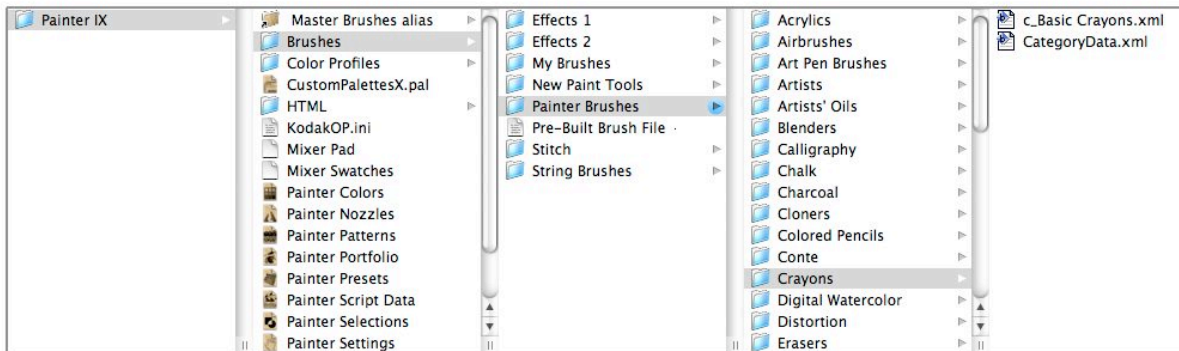 Painter IX
Master Brushes alias
Brushes
Color Profiles
CustomPalettesX.pal
HTML
KodakOP.ini
Mixer Pad
Mixer Swatches
Painter Colors
Painter Nozzles
Painter Patterns
Painter Portfolio
Painter Presets
Painter Script Data
Painter Selections
Painter Settings
Effects 1
Effects 2
My Brushes
New Paint Tools
Painter Brushes
Pre-Built Brush File
Stitch
String Brushes
Acrylics
Airbrushes
Art Pen Brushes
Artists
Artists' Oils
Blenders
Calligraphy
Chalk
Charcoal
Cloners
Colored Pencils
Conte
Crayons
Digital Watercolor
Distortion
Erasers
c_Basic Crayons.xml
CategoryData.xml